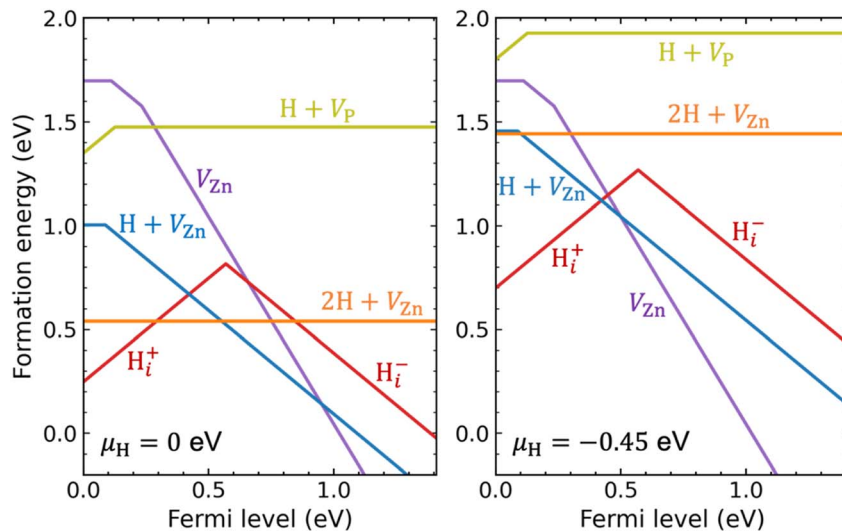 2.0
1.5
1.0
0.5
0.0
Formation energy (eV)
H + V_P
V_Zn
H + V_Zn
2H + V_Zn
H_i^+
H_i^−
μ_H = 0 eV
0.0 0.5 1.0
Fermi level (eV)
2.0
1.5
1.0
0.5
0.0
H + V_P
2H + V_Zn
H + V_Zn
H_i^+
H_i^−
V_Zn
μ_H = −0.45 eV
0.0 0.5 1.0
Fermi level (eV)